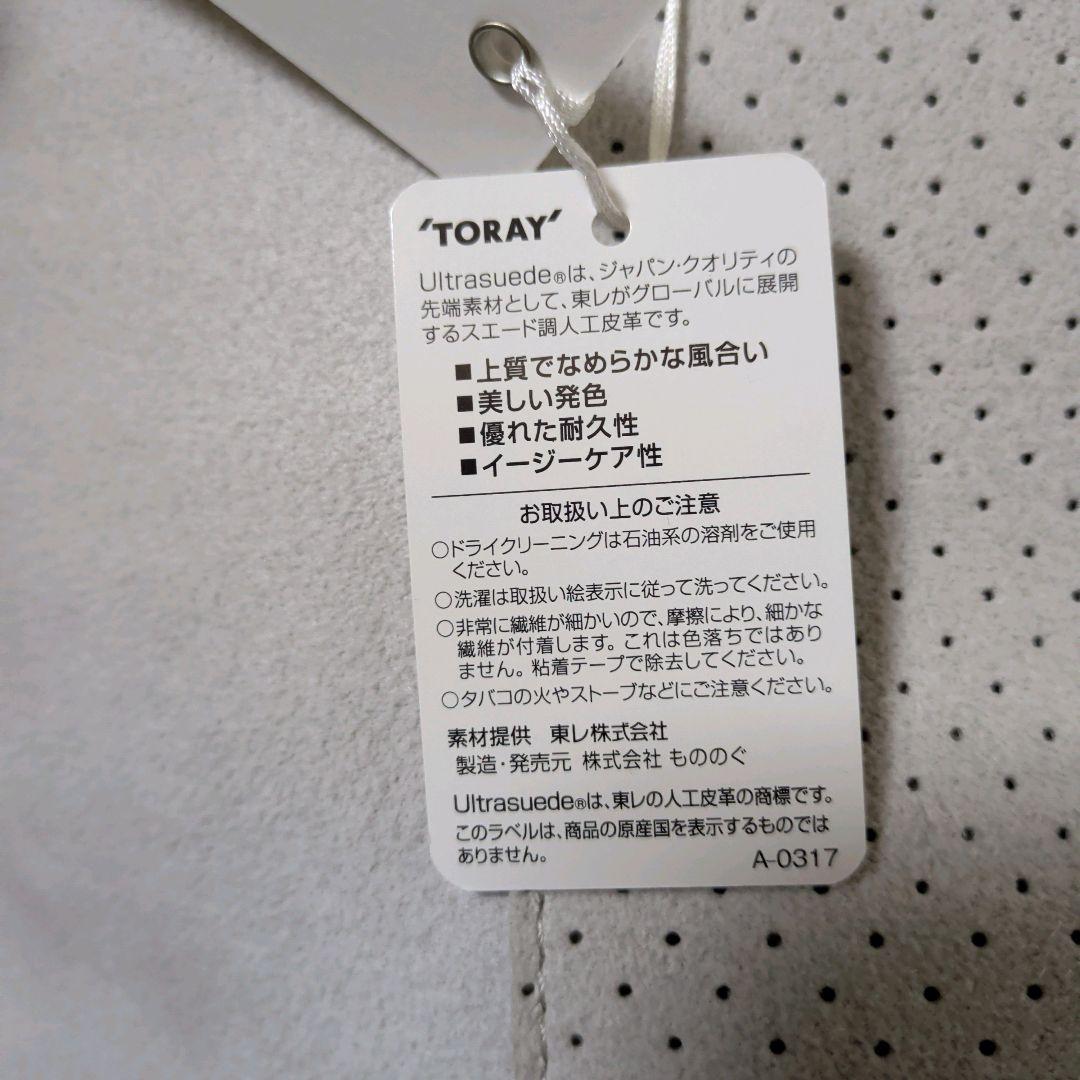 'TORAY'
Ultrasuede®は、ジャパン・クオリティの
先端素材として、東レがグローバルに展開
するスエード調人工皮革です。
■上質でなめらかな風合い
■美しい発色
■優れた耐久性
■イージーケア性
お取扱い上のご注意
○ドライクリーニングは石油系の溶剤をご使用
ください。
○洗濯は取扱い絵表示に従って洗ってください。
○非常に繊維が細かいので、摩擦により、細かな
繊維が付着します。これは色落ちではあり
ません。粘着テープで除去してください。
○タバコの火やストーブなどにご注意ください。
素材提供 東レ株式会社
製造・発売元 株式会社 もののぐ
Ultrasuede®は、東レの人工皮革の商標です。
このラベルは、商品の原産国を表示するものでは
ありません。
A-0317